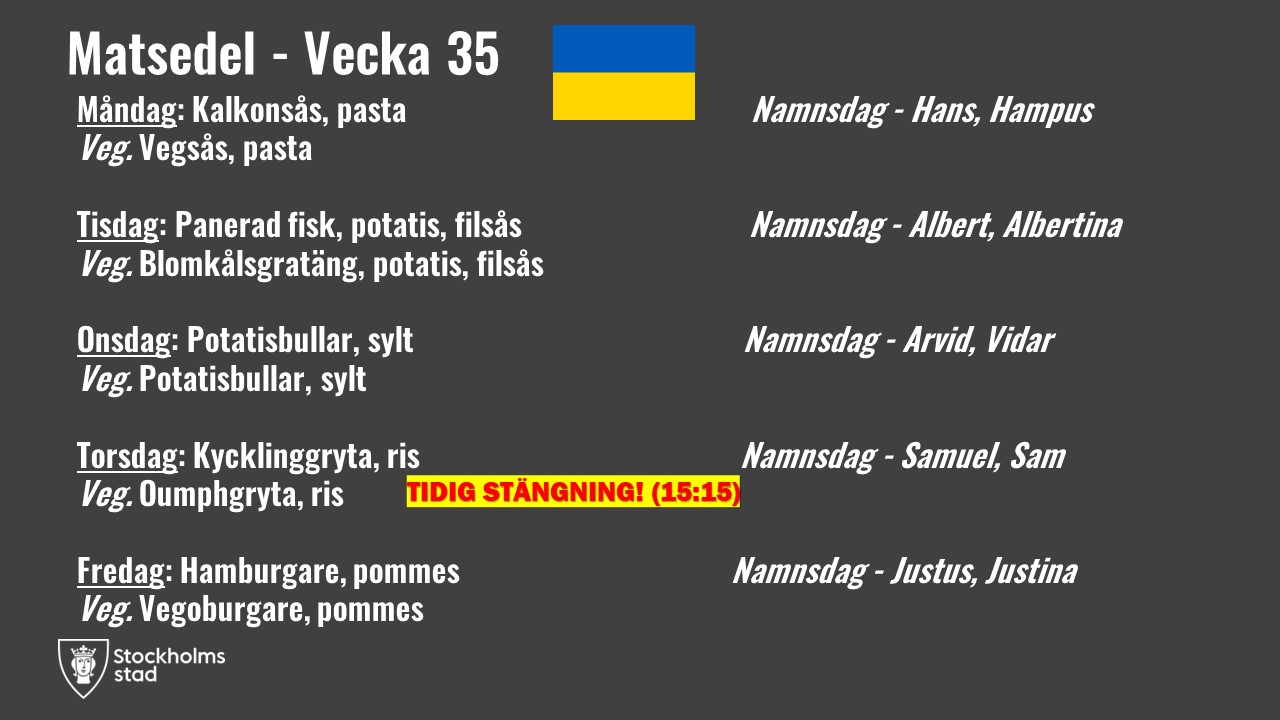 Matsedel - Vecka 35
Måndag: Kalkonsås, pasta
Namnsdag - Hans, Hampus
Veg. Vegsås, pasta
Tisdag: Panerad fisk, potatis, filsås
Namnsdag - Albert, Albertina
Veg. Blomkålsgratäng, potatis, filsås
Onsdag: Potatisbullar, sylt
Namnsdag - Arvid, Vidar
Veg. Potatisbullar, sylt
Torsdag: Kycklinggryta, ris
Namnsdag - Samuel, Sam
Veg. Oumphgryta, ris
TIDIG STÄNGNING! (15:15)
Fredag: Hamburgare, pommes
Namnsdag - Justus, Justina
Veg. Vegoburgare, pommes
Stockholms
stad